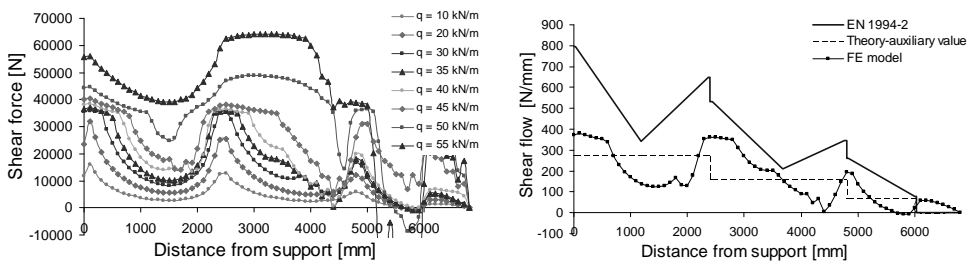 Shear force [N]
70000
60000
50000
40000
30000
20000
10000
0
-10000
0 1000 2000 3000 4000 5000 6000
Distance from support [mm]
q = 10 kN/m
q = 20 kN/m
q = 30 kN/m
q = 35 kN/m
q = 40 kN/m
q = 45 kN/m
q = 50 kN/m
q = 55 kN/m
Shear flow [N/mm]
900
800
700
600
500
400
300
200
100
0
-100
0 1000 2000 3000 4000 5000 6000
Distance from support [mm]
EN 1994-2
Theory-auxiliary value
FE model